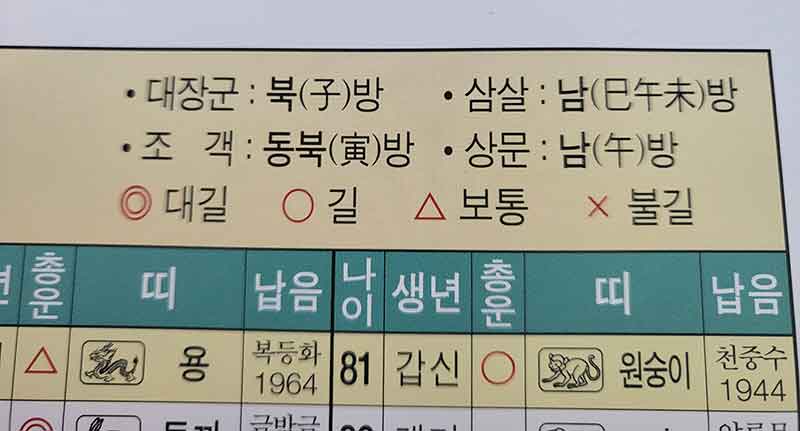 • 대장군 : 북(子)방 • 삼살 : 남(巳午未)방
• 조 객 : 동북(寅)방 • 상문 : 남(午)방
◎ 대길 ○ 길 △ 보통 × 불길
총운 띠 납음 나이 생년 총운 띠 납음
△ 용 복등화 1964 81 갑신 ○ 원숭이 천중수 1944